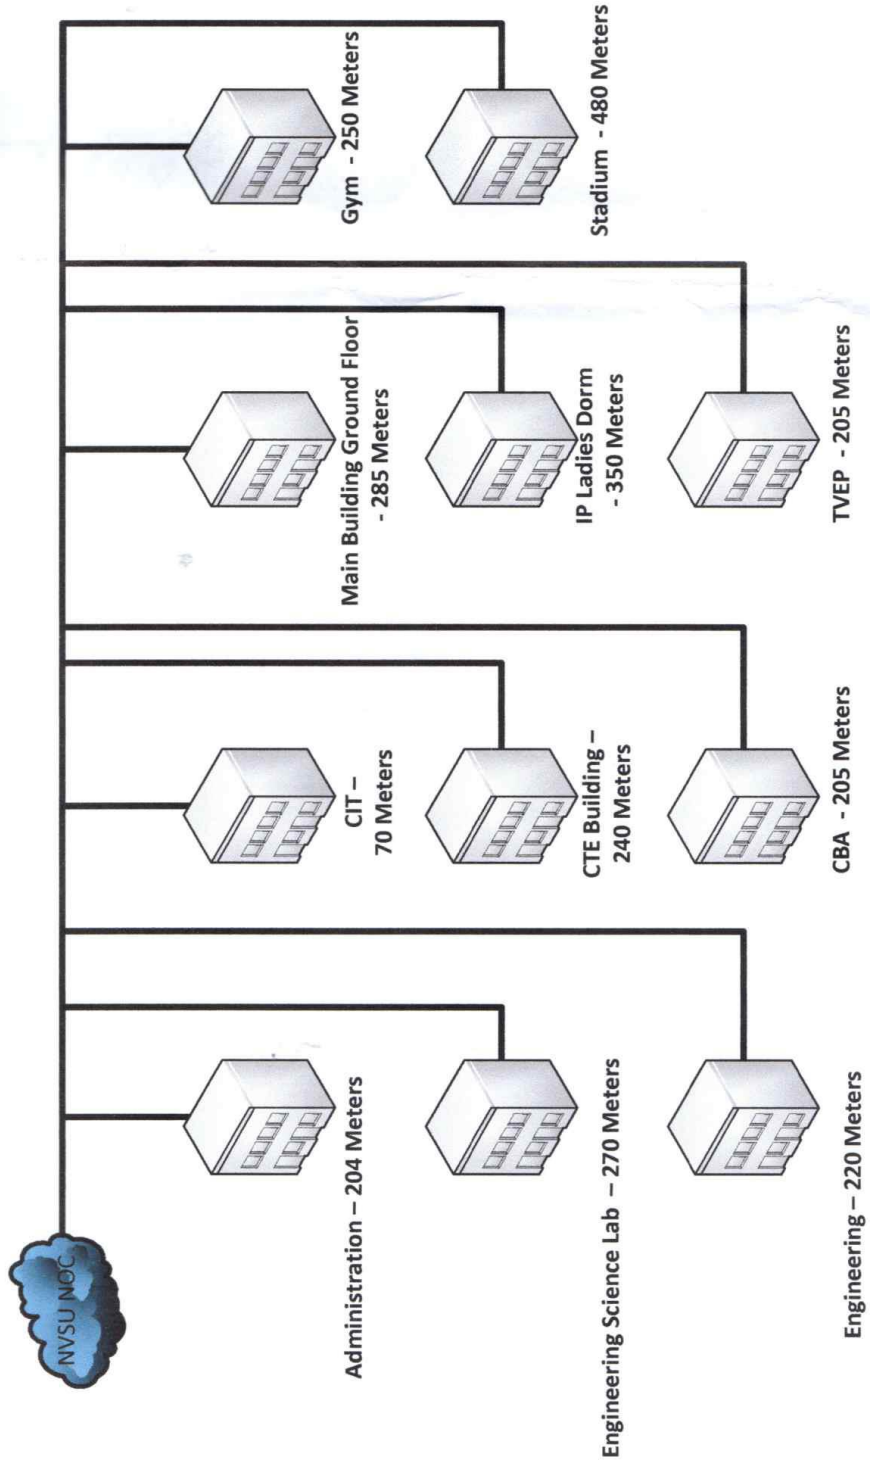 NVSU NOC
Administration – 204 Meters
CIT –
70 Meters
Main Building Ground Floor
- 285 Meters
Gym - 250 Meters
Engineering Science Lab – 270 Meters
CTE Building –
240 Meters
IP Ladies Dorm
- 350 Meters
Stadium - 480 Meters
Engineering – 220 Meters
CBA - 205 Meters
TVEP - 205 Meters